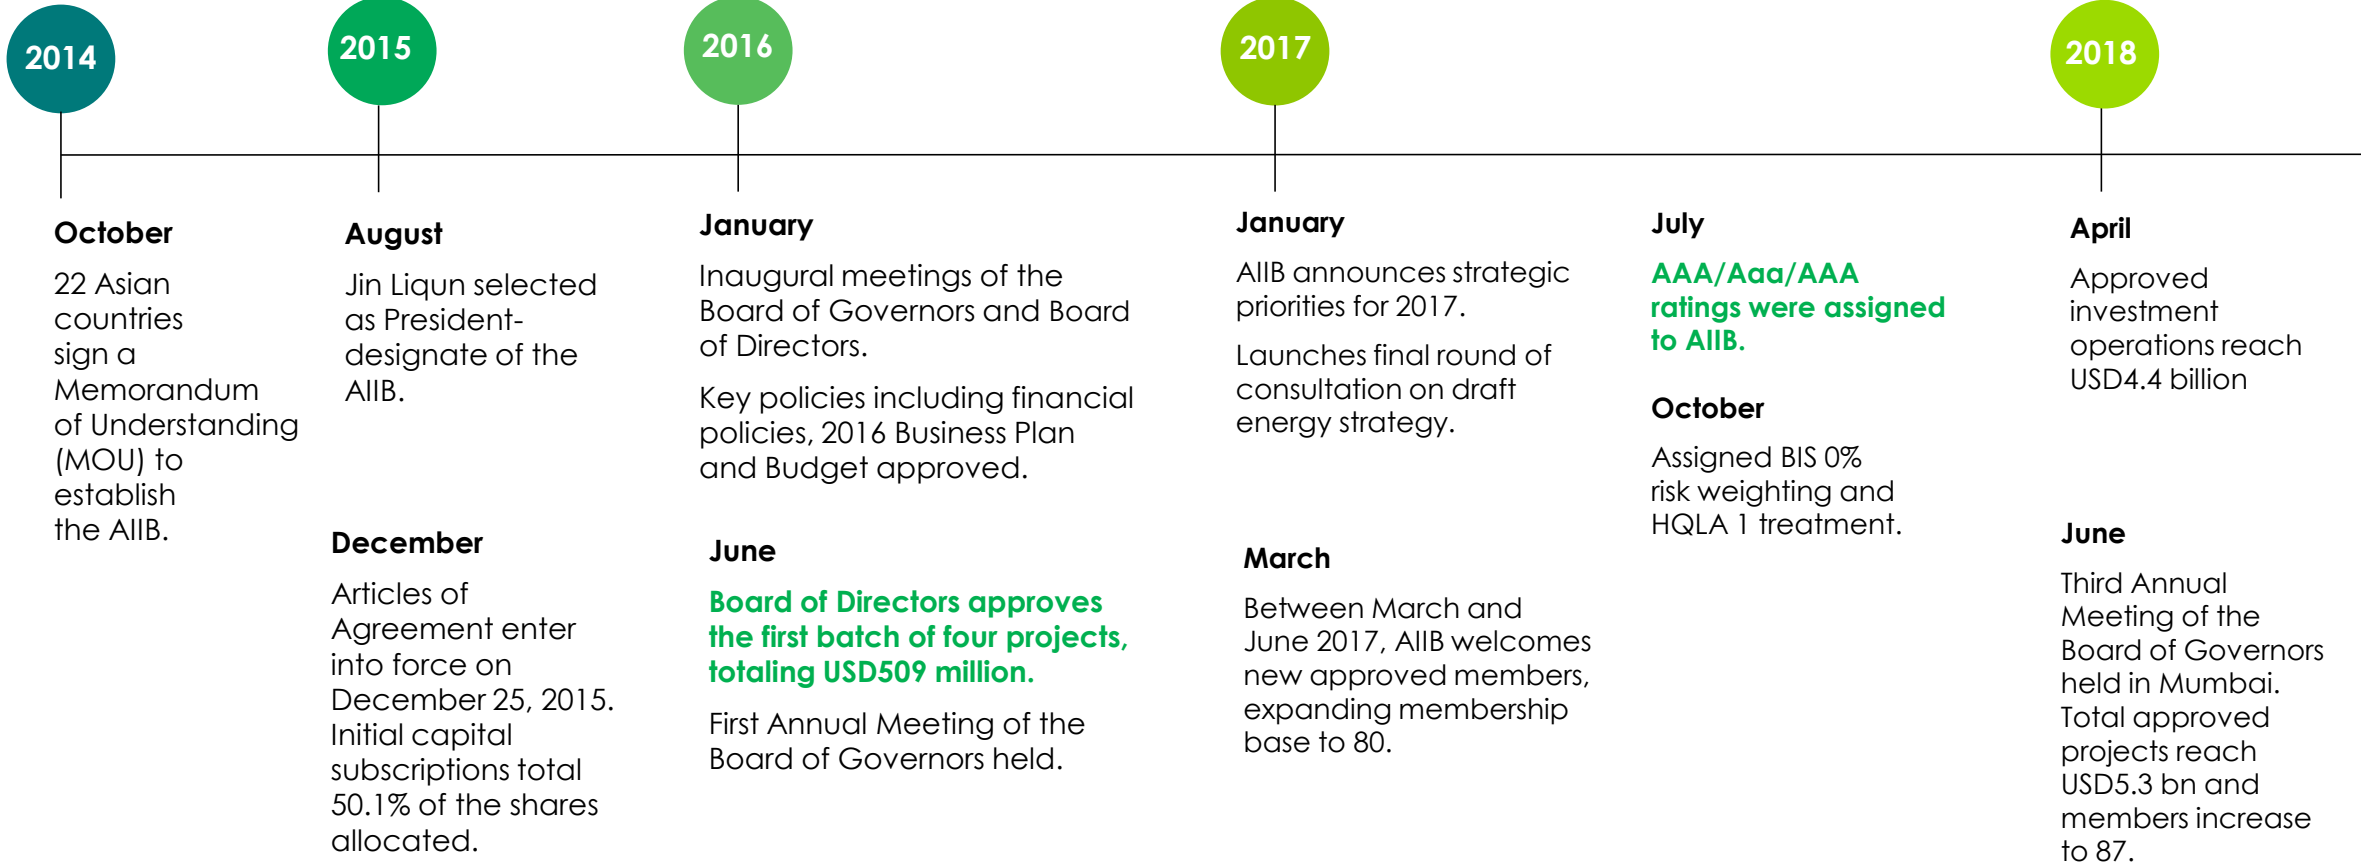 2014
October
22 Asian
countries
sign a
Memorandum
of Understanding
(MOU) to
establish
the AIIB.
2015
August
Jin Liqun selected
as President-
designate of the
AIIB.
December
Articles of
Agreement enter
into force on
December 25, 2015.
Initial capital
subscriptions total
50.1% of the shares
allocated.
2016
January
Inaugural meetings of the
Board of Governors and Board
of Directors.
Key policies including financial
policies, 2016 Business Plan
and Budget approved.
June
Board of Directors approves
the first batch of four projects,
totaling USD509 million.
First Annual Meeting of the
Board of Governors held.
2017
January
AIIB announces strategic
priorities for 2017.
Launches final round of
consultation on draft
energy strategy.
March
Between March and
June 2017, AIIB welcomes
new approved members,
expanding membership
base to 80.
July
AAA/Aaa/AAA
ratings were assigned
to AIIB.
October
Assigned BIS 0%
risk weighting and
HQLA 1 treatment.
2018
April
Approved
investment
operations reach
USD4.4 billion
June
Third Annual
Meeting of the
Board of Governors
held in Mumbai.
Total approved
projects reach
USD5.3 bn and
members increase
to 87.